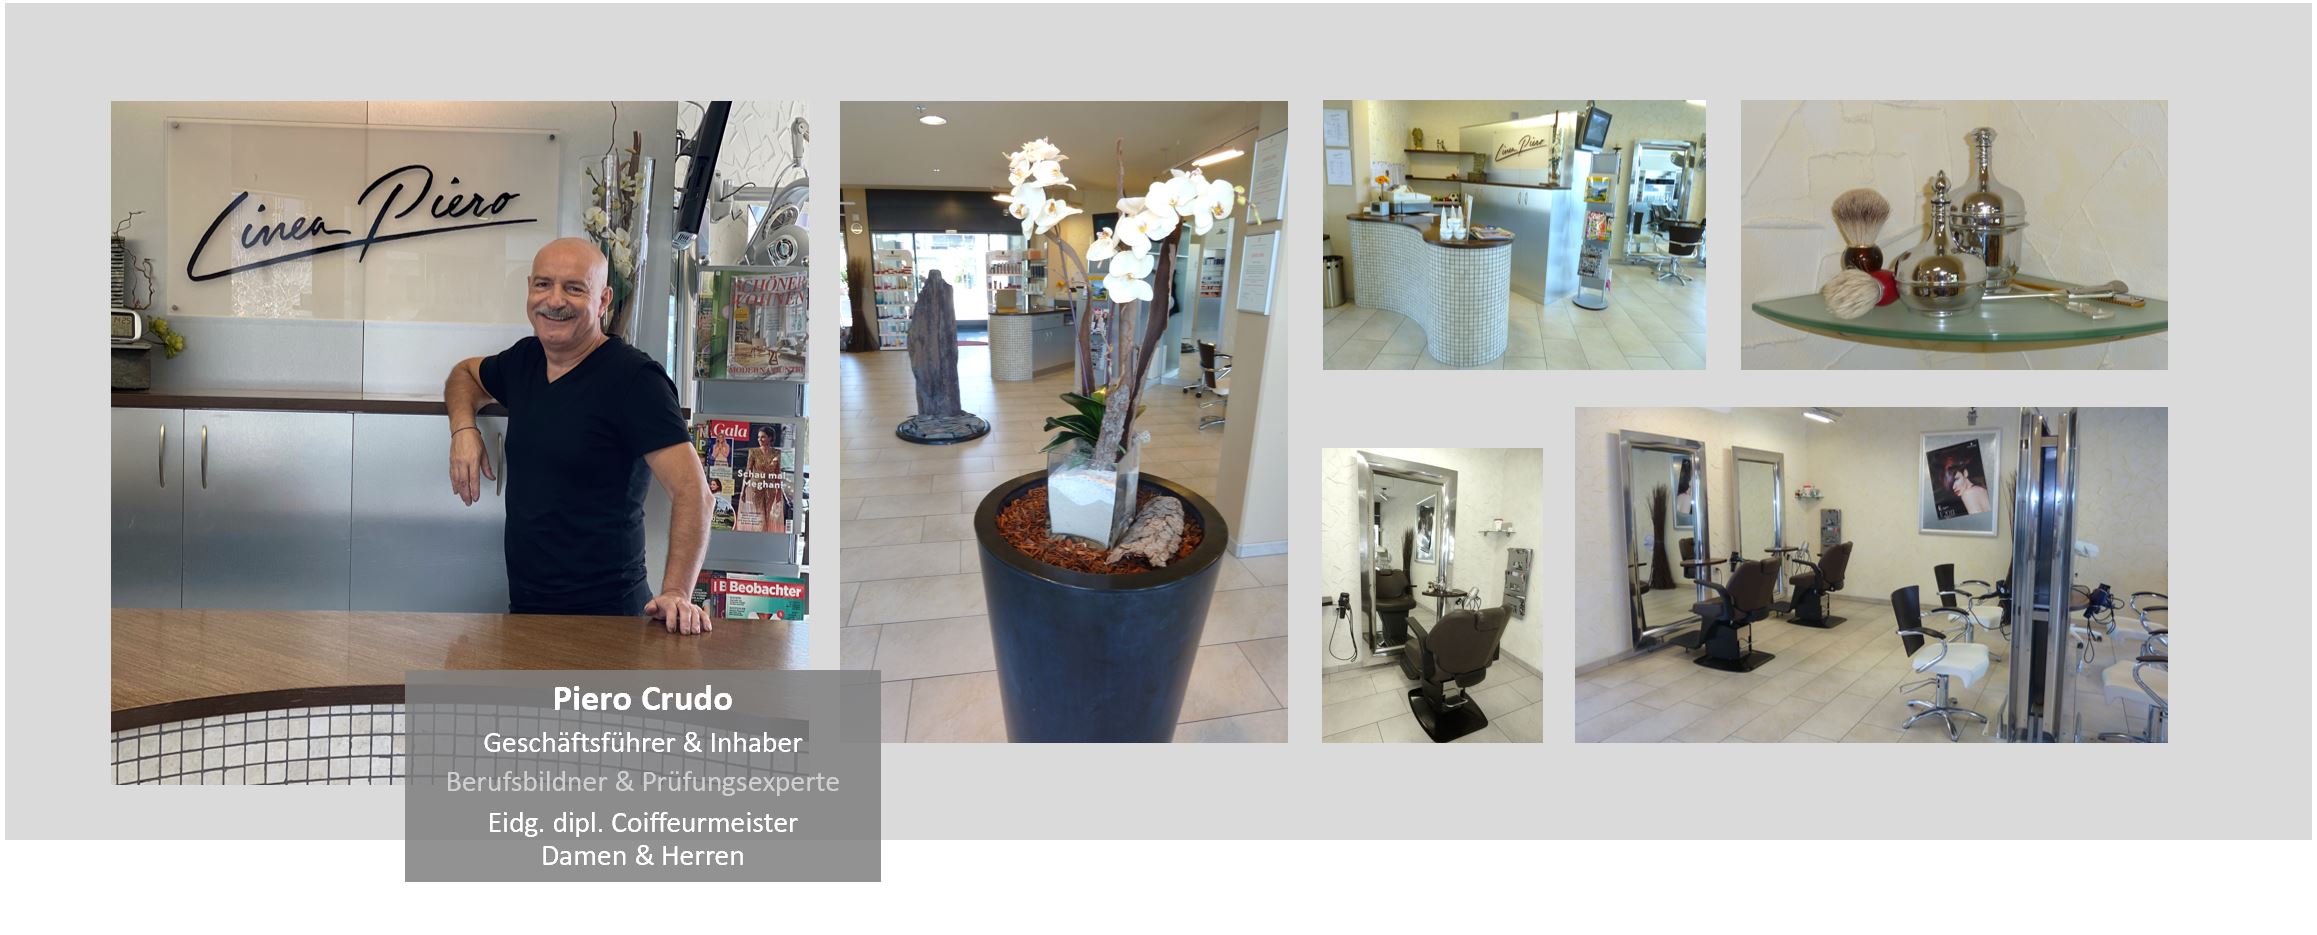 Linea Piero
SCHÖNER
WOHNEN
Gala
Schau mal,
Meghan!
Beobachter
Piero Crudo
Geschäftsführer & Inhaber
Berufsbildner & Prüfungsexperte
Eidg. dipl. Coiffeurmeister
Damen & Herren
Linea Piero